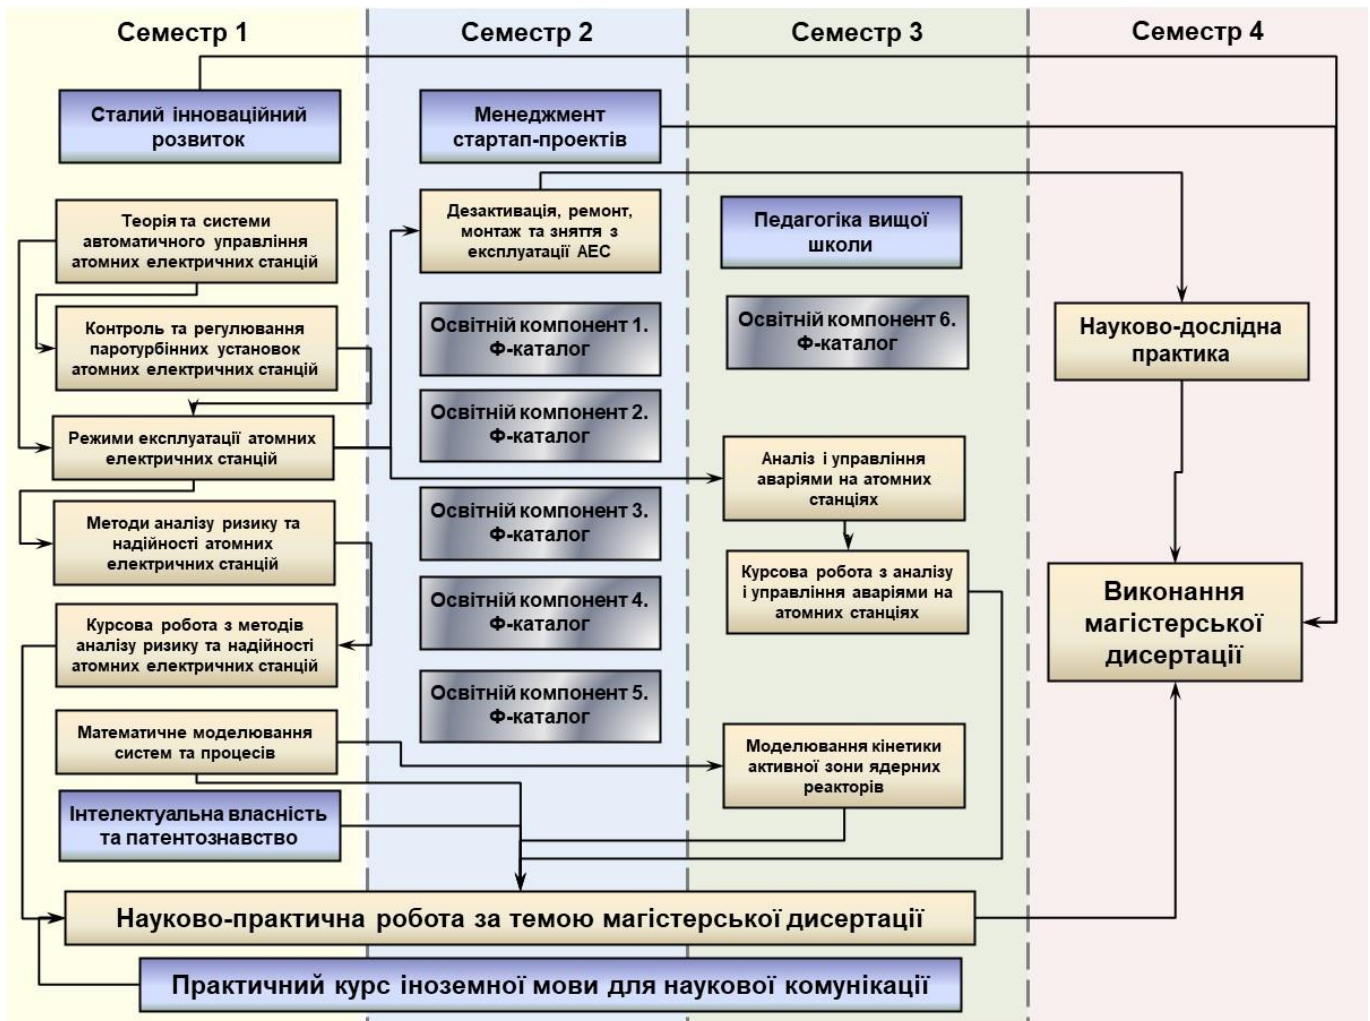 Семестр 1
Семестр 2
Семестр 3
Семестр 4
Сталий інноваційний
розвиток
Теорія та системи
автоматичного управління
атомних електричних станцій
Контроль та регулювання
паротурбінних установок
атомних електричних станцій
Режими експлуатації атомних
електричних станцій
Методи аналізу ризику та
надійності атомних
електричних станцій
Курсова робота з методів
аналізу ризику та надійності
атомних електричних станцій
Математичне моделювання
систем та процесів
Інтелектуальна власність
та патентознавство
Менеджмент
стартап-проектів
Дезактивація, ремонт,
монтаж та зняття з
експлуатації АЕС
Освітній компонент 1.
Ф-каталог
Освітній компонент 2.
Ф-каталог
Освітній компонент 3.
Ф-каталог
Освітній компонент 4.
Ф-каталог
Освітній компонент 5.
Ф-каталог
Педагогіка вищої
школи
Освітній компонент 6.
Ф-каталог
Аналіз і управління
аваріями на атомних
станціях
Курсова робота з аналізу
і управління аваріями на
атомних станціях
Моделювання кінетики
активної зони ядерних
реакторів
Науково-дослідна
практика
Виконання
магістерської
дисертації
Науково-практична робота за темою магістерської дисертації
Практичний курс іноземної мови для наукової комунікації